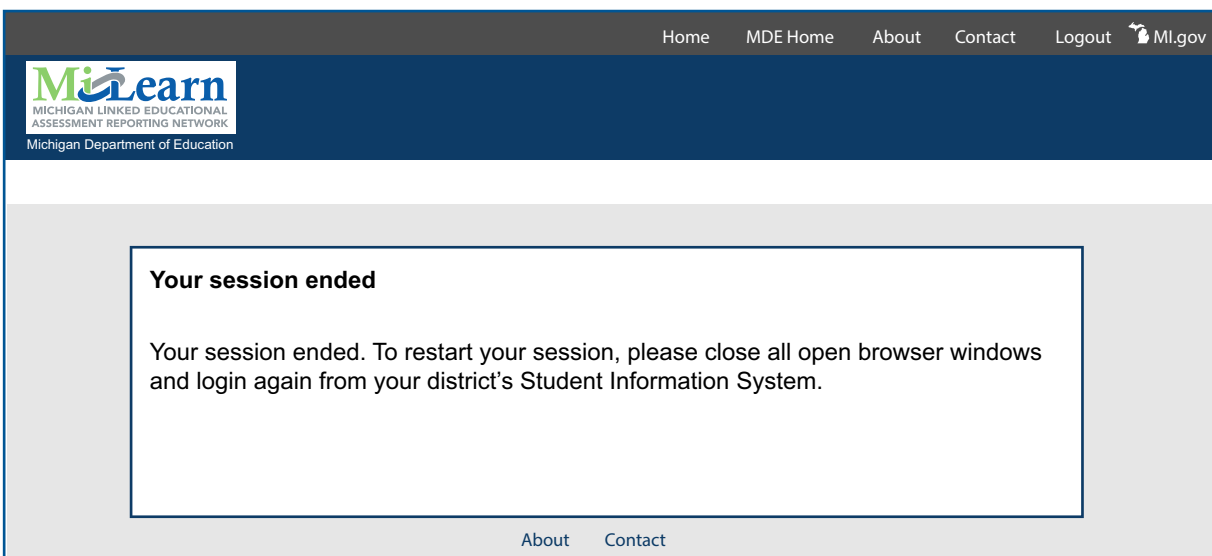 Home MDE Home About Contact Logout MI.gov
MiLearn
MICHIGAN LINKED EDUCATIONAL
ASSESSMENT REPORTING NETWORK
Michigan Department of Education
Your session ended
Your session ended. To restart your session, please close all open browser windows
and login again from your district’s Student Information System.
About Contact